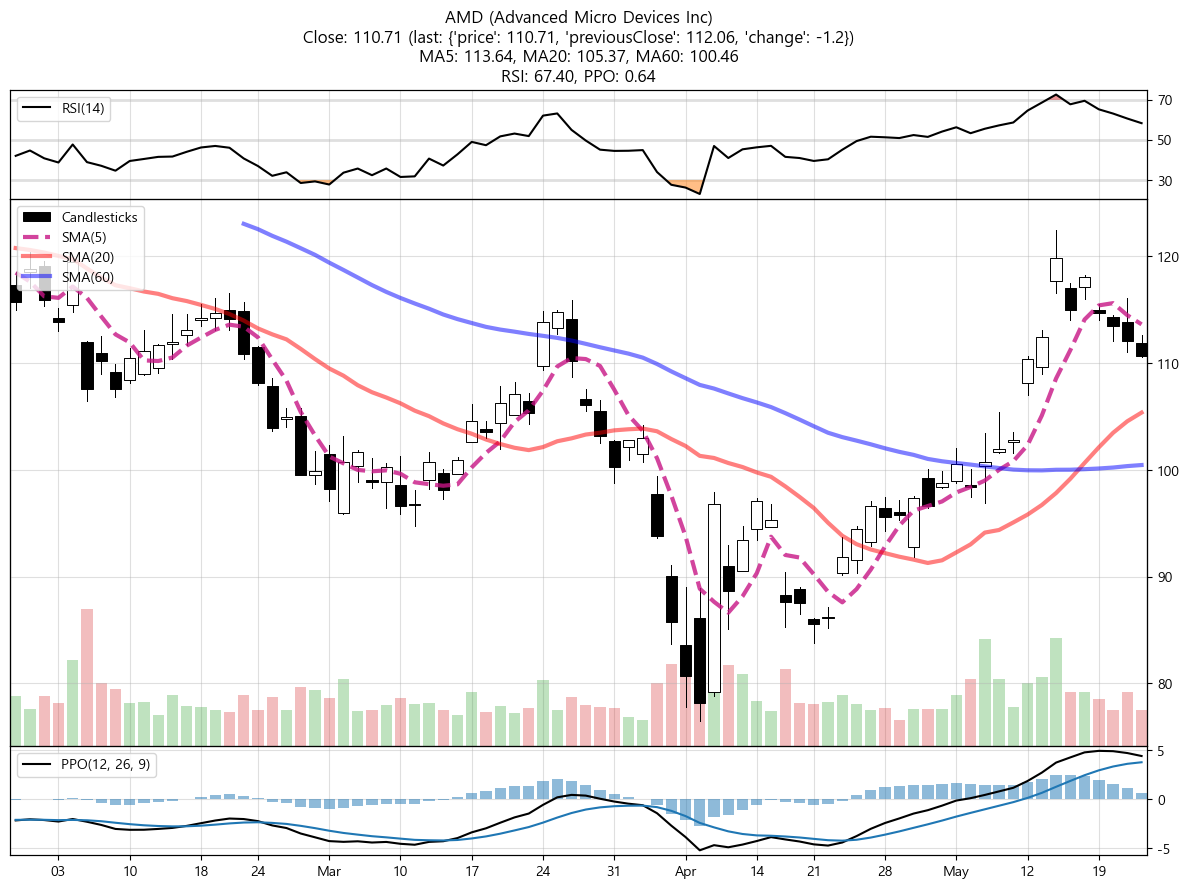 AMD (Advanced Micro Devices Inc)
Close: 110.71 (last: {'price': 110.71, 'previousClose': 112.06, 'change': -1.2})
MA5: 113.64, MA20: 105.37, MA60: 100.46
RSI: 67.40, PPO: 0.64
RSI(14)
70
50
30
Candlesticks
SMA(5)
SMA(20)
SMA(60)
120
110
100
90
80
PPO(12, 26, 9)
5
0
-5
03 10 18 24 Mar 10 17 24 31 Apr 14 21 28 May 12 19